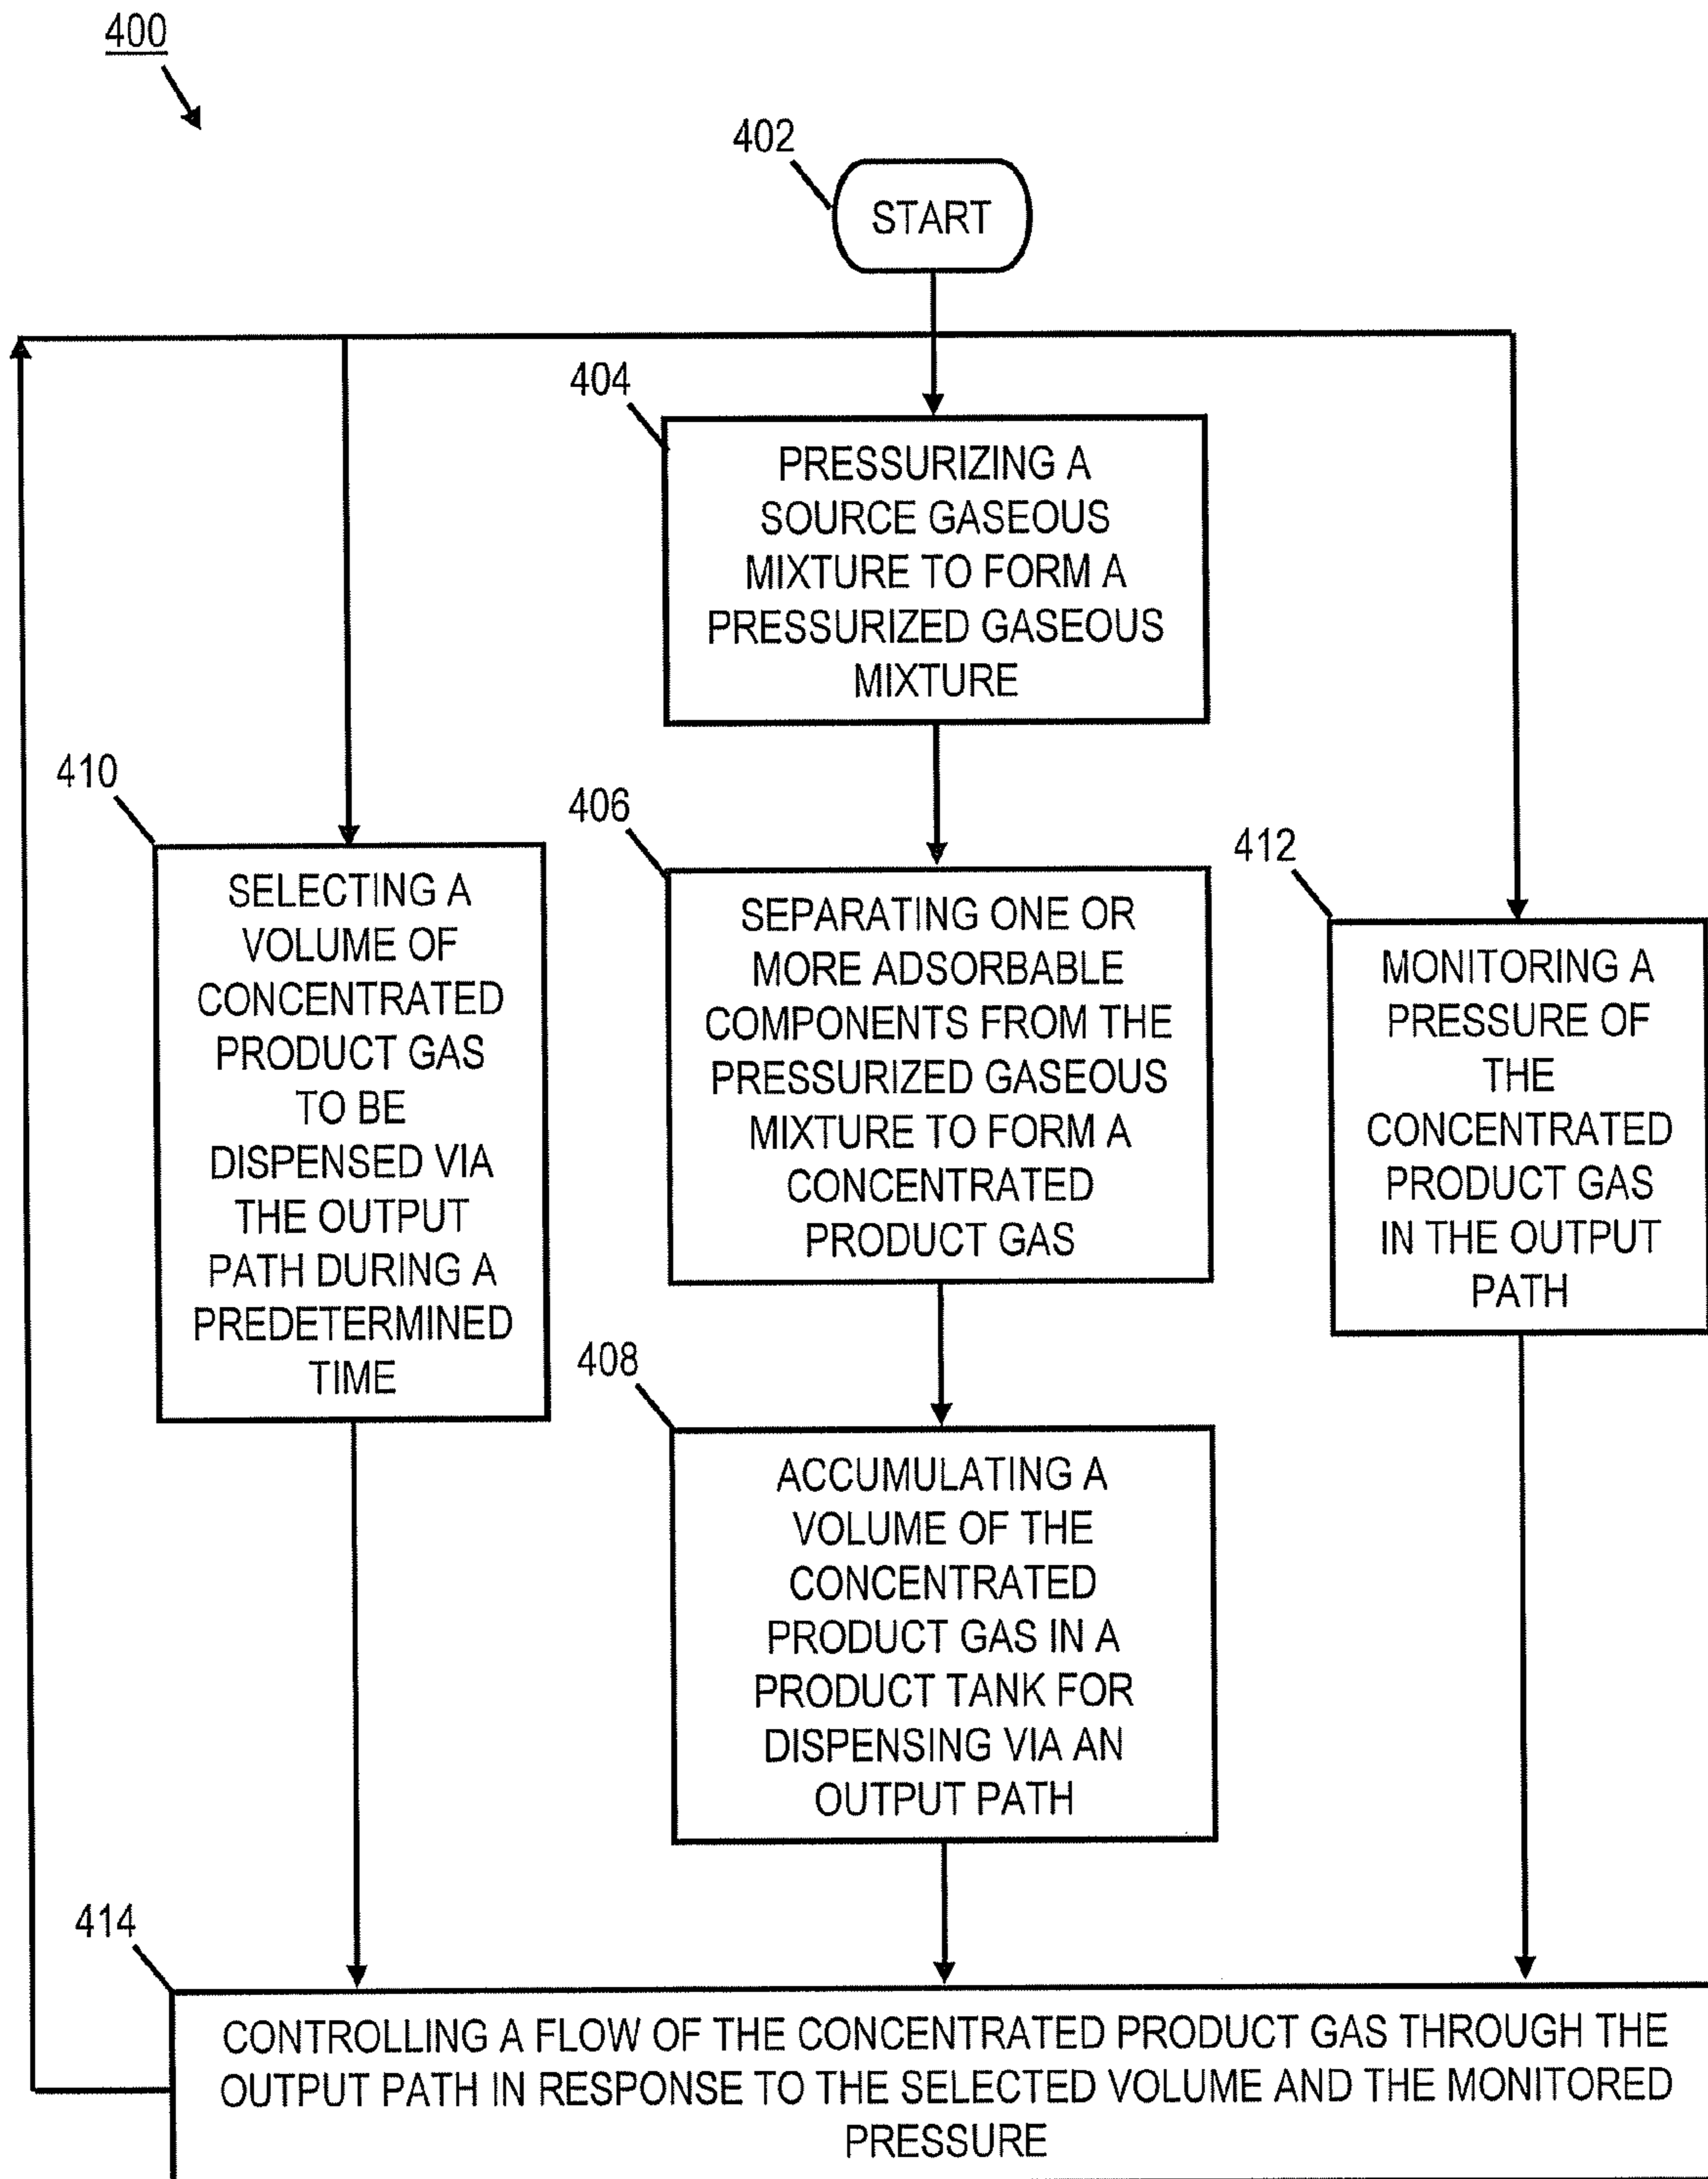 400
402
START
404
PRESSURIZING A
SOURCE GASEOUS
MIXTURE TO FORM A
PRESSURIZED GASEOUS
MIXTURE
410
SELECTING A
VOLUME OF
CONCENTRATED
PRODUCT GAS
TO BE
DISPENSED VIA
THE OUTPUT
PATH DURING A
PREDETERMINED
TIME
406
SEPARATING ONE OR
MORE ADSORBABLE
COMPONENTS FROM THE
PRESSURIZED GASEOUS
MIXTURE TO FORM A
CONCENTRATED
PRODUCT GAS
412
MONITORING A
PRESSURE OF
THE
CONCENTRATED
PRODUCT GAS
IN THE OUTPUT
PATH
408
ACCUMULATING A
VOLUME OF THE
CONCENTRATED
PRODUCT GAS IN A
PRODUCT TANK FOR
DISPENSING VIA AN
OUTPUT PATH
414
CONTROLLING A FLOW OF THE CONCENTRATED PRODUCT GAS THROUGH THE
OUTPUT PATH IN RESPONSE TO THE SELECTED VOLUME AND THE MONITORED
PRESSURE